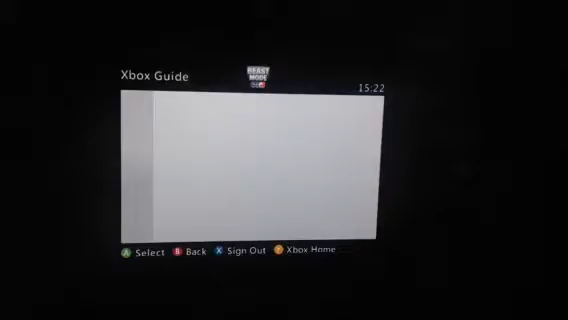 Xbox Guide
BEAST
MODE
15:22
A Select B Back X Sign Out Y Xbox Home